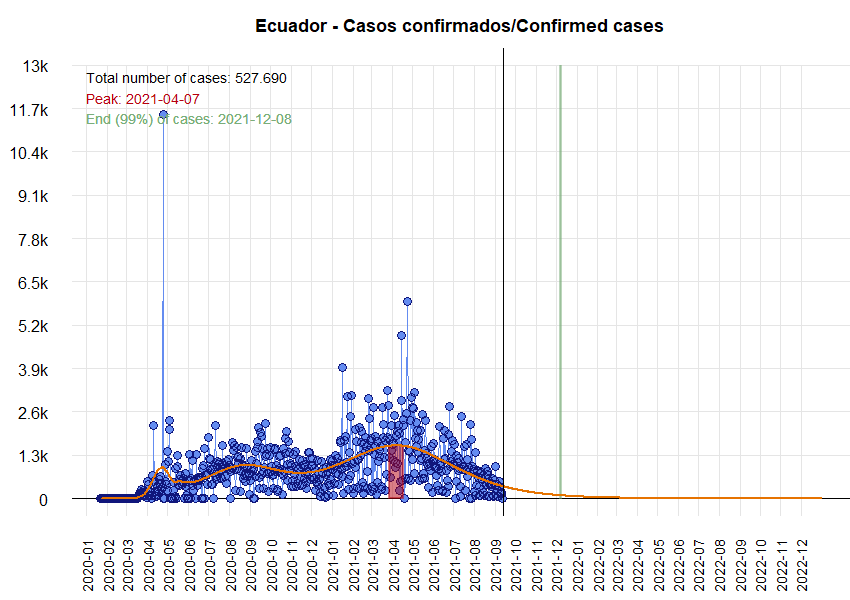 Ecuador - Casos confirmados/Confirmed cases
13k
11.7k
10.4k
9.1k
7.8k
6.5k
5.2k
3.9k
2.6k
1.3k
0
Total number of cases: 527.690
Peak: 2021-04-07
End (99%) of cases: 2021-12-08
2020-01
2020-02
2020-03
2020-04
2020-05
2020-06
2020-07
2020-08
2020-09
2020-10
2020-11
2020-12
2021-01
2021-02
2021-03
2021-04
2021-05
2021-06
2021-07
2021-08
2021-09
2021-10
2021-11
2021-12
2022-01
2022-02
2022-03
2022-04
2022-05
2022-06
2022-07
2022-08
2022-09
2022-10
2022-11
2022-12